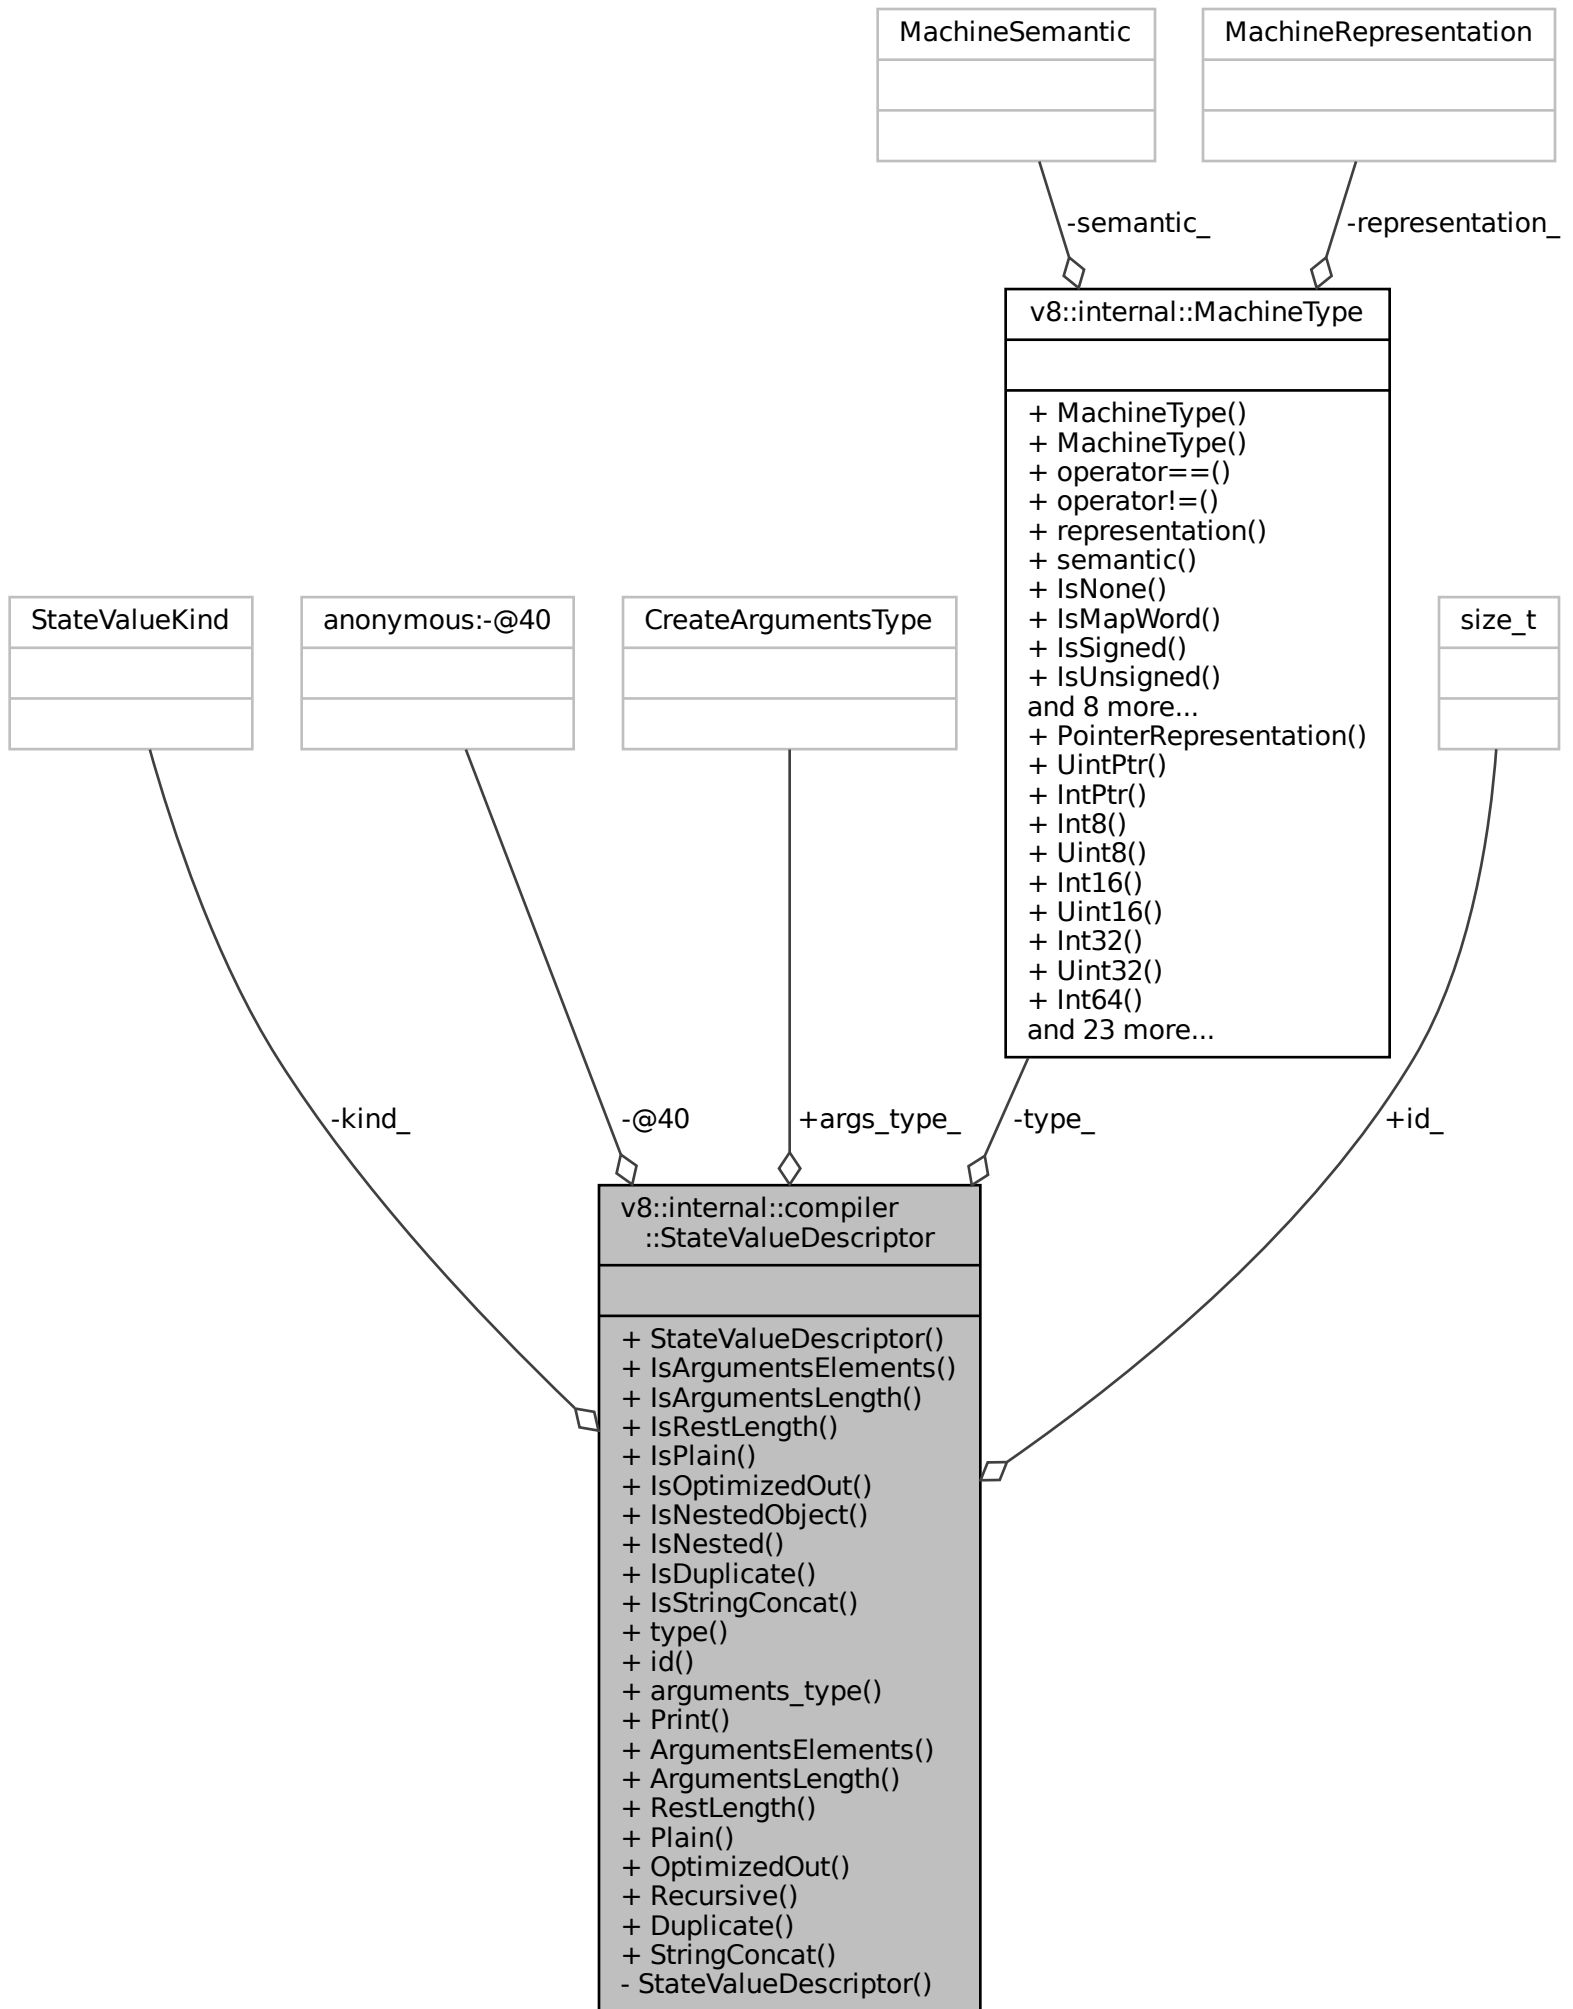 MachineSemantic
MachineRepresentation
-semantic_
-representation_
v8::internal::MachineType
+ MachineType()
+ MachineType()
+ operator==()
+ operator!=()
+ representation()
+ semantic()
+ IsNone()
+ IsMapWord()
+ IsSigned()
+ IsUnsigned()
and 8 more...
+ PointerRepresentation()
+ UintPtr()
+ IntPtr()
+ Int8()
+ Uint8()
+ Int16()
+ Uint16()
+ Int32()
+ Uint32()
+ Int64()
and 23 more...
StateValueKind
anonymous:-@40
CreateArgumentsType
size_t
-kind_
-@40
+args_type_
-type_
+id_
v8::internal::compiler
::StateValueDescriptor
+ StateValueDescriptor()
+ IsArgumentsElements()
+ IsArgumentsLength()
+ IsRestLength()
+ IsPlain()
+ IsOptimizedOut()
+ IsNestedObject()
+ IsNested()
+ IsDuplicate()
+ IsStringConcat()
+ type()
+ id()
+ arguments_type()
+ Print()
+ ArgumentsElements()
+ ArgumentsLength()
+ RestLength()
+ Plain()
+ OptimizedOut()
+ Recursive()
+ Duplicate()
+ StringConcat()
- StateValueDescriptor()